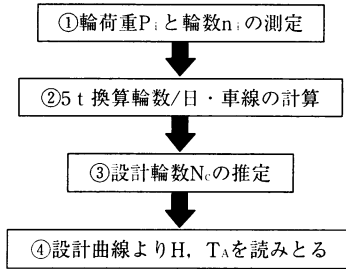 ①輪荷重Pᵢと輪数nᵢの測定
②5t換算輪数/日・車線の計算
③設計輪数Ncの推定
④設計曲線よりH，TAを読みとる